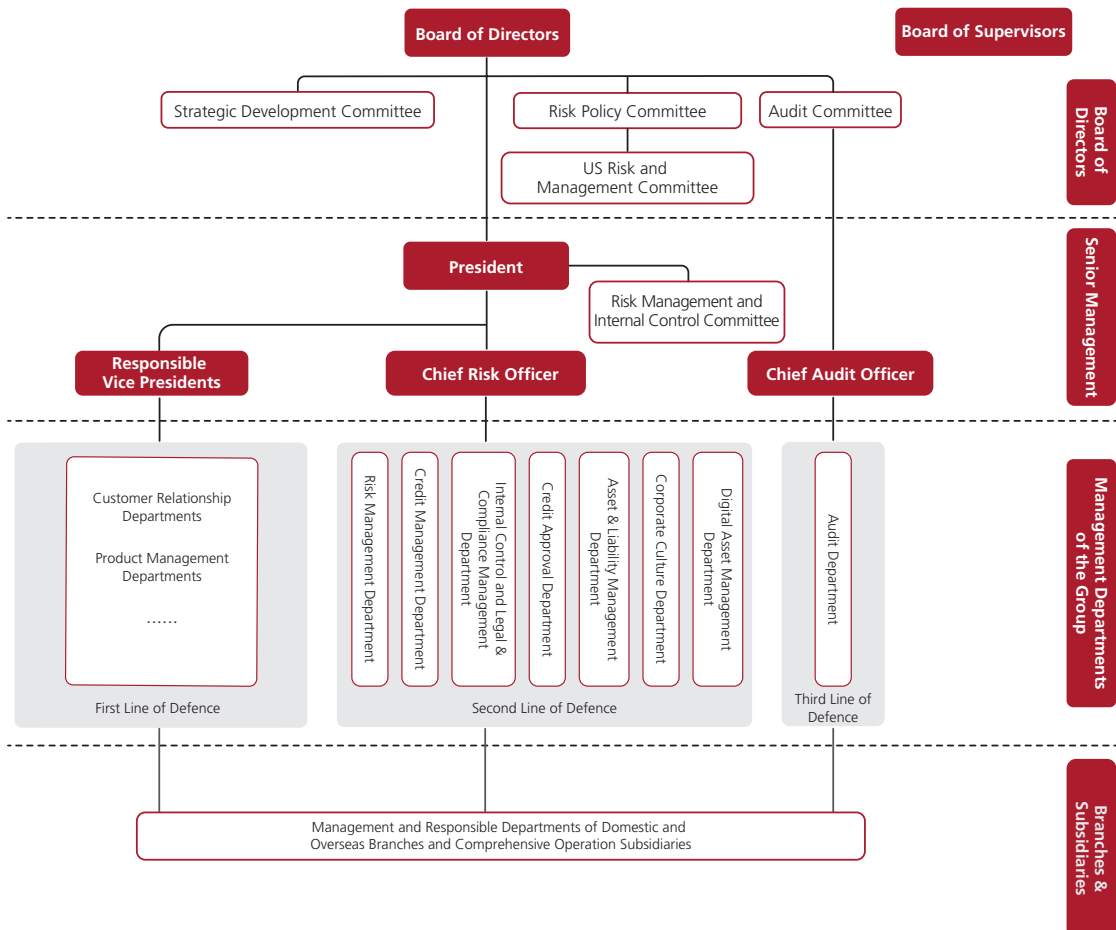 Board of Directors
Board of Supervisors
Strategic Development Committee
Risk Policy Committee
Audit Committee
US Risk and
Management Committee
Board of
Directors
President
Risk Management and
Internal Control Committee
Responsible
Vice Presidents
Chief Risk Officer
Chief Audit Officer
Senior Management
Customer Relationship
Departments
Product Management
Departments
......
First Line of Defence
Risk Management Department
Credit Management Department
Internal Control and Legal &
Compliance Management
Department
Credit Approval Department
Asset & Liability Management
Department
Corporate Culture Department
Digital Asset Management
Department
Second Line of Defence
Audit Department
Third Line of
Defence
Management Departments
of the Group
Management and Responsible Departments of Domestic and
Overseas Branches and Comprehensive Operation Subsidiaries
Branches &
Subsidiaries